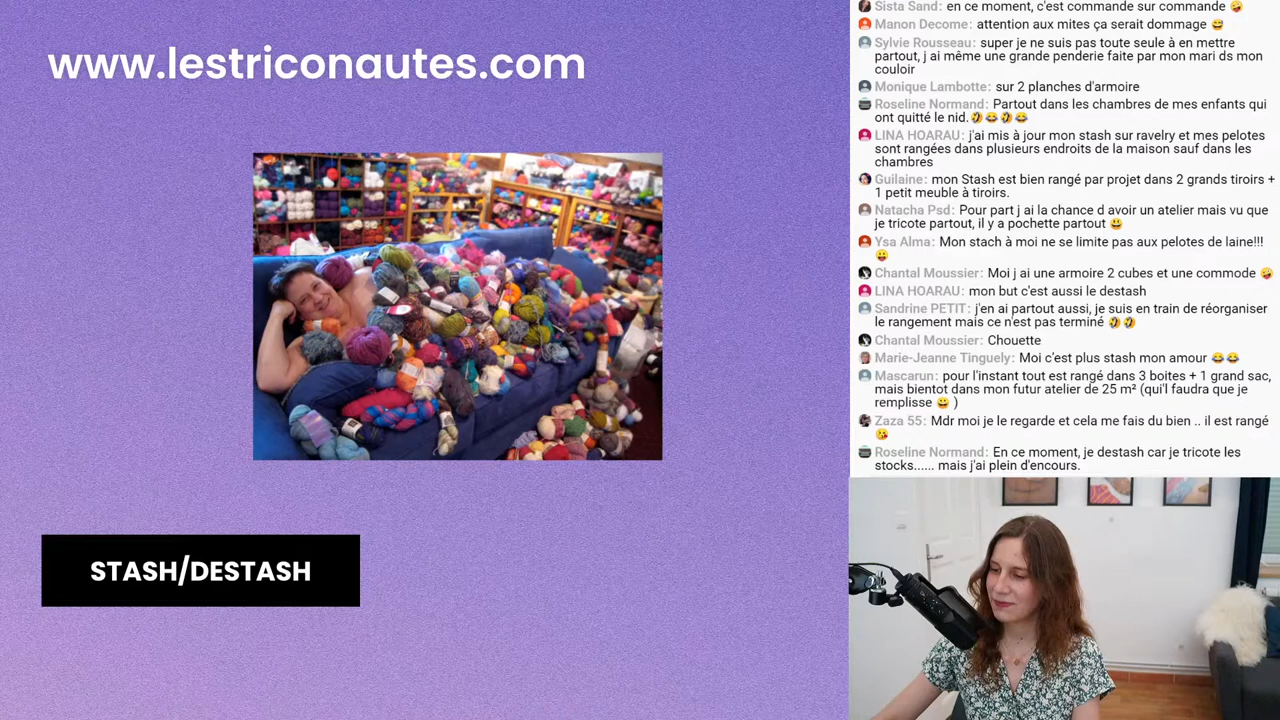 www.lestriconautes.com
STASH/DESTASH
Sista Sand: en ce moment, c'est commande sur commande 🤪
Manon Decome: attention aux mites ça serait dommage 😅
Sylvie Rousseau: super je ne suis pas toute seule à en mettre
partout, j ai même une grande penderie faite par mon mari ds mon
couloir
Monique Lambotte: sur 2 planches d'armoire
Roseline Normand: Partout dans les chambres de mes enfants qui
ont quitté le nid.🤣😂🤣😂
LINA HOARAU: j'ai mis à jour mon stash sur ravelry et mes pelotes
sont rangées dans plusieurs endroits de la maison sauf dans les
chambres
Guilaine: mon Stash est bien rangé par projet dans 2 grands tiroirs +
1 petit meuble à tiroirs.
Natacha Psd: Pour part j ai la chance d avoir un atelier mais vu que
je tricote partout, il y a pochette partout 😃
Ysa Alma: Mon stach à moi ne se limite pas aux pelotes de laine!!!
😛
Chantal Moussier: Moi j ai une armoire 2 cubes et une commode 🤪
LINA HOARAU: mon but c'est aussi le destash
Sandrine PETIT: j'en ai partout aussi, je suis en train de réorganiser
le rangement mais ce n'est pas terminé 🤣🤣
Chantal Moussier: Chouette
Marie-Jeanne Tinguely: Moi c'est plus stash mon amour 😂😂
Mascarun: pour l'instant tout est rangé dans 3 boites + 1 grand sac,
mais bientot dans mon futur atelier de 25 m² (qu'l faudra que je
remplisse 😀 )
Zaza 55: Mdr moi je le regarde et cela me fais du bien .. il est rangé
😘
Roseline Normand: En ce moment, je destash car je tricote les
stocks...... mais j'ai plein d'encours.